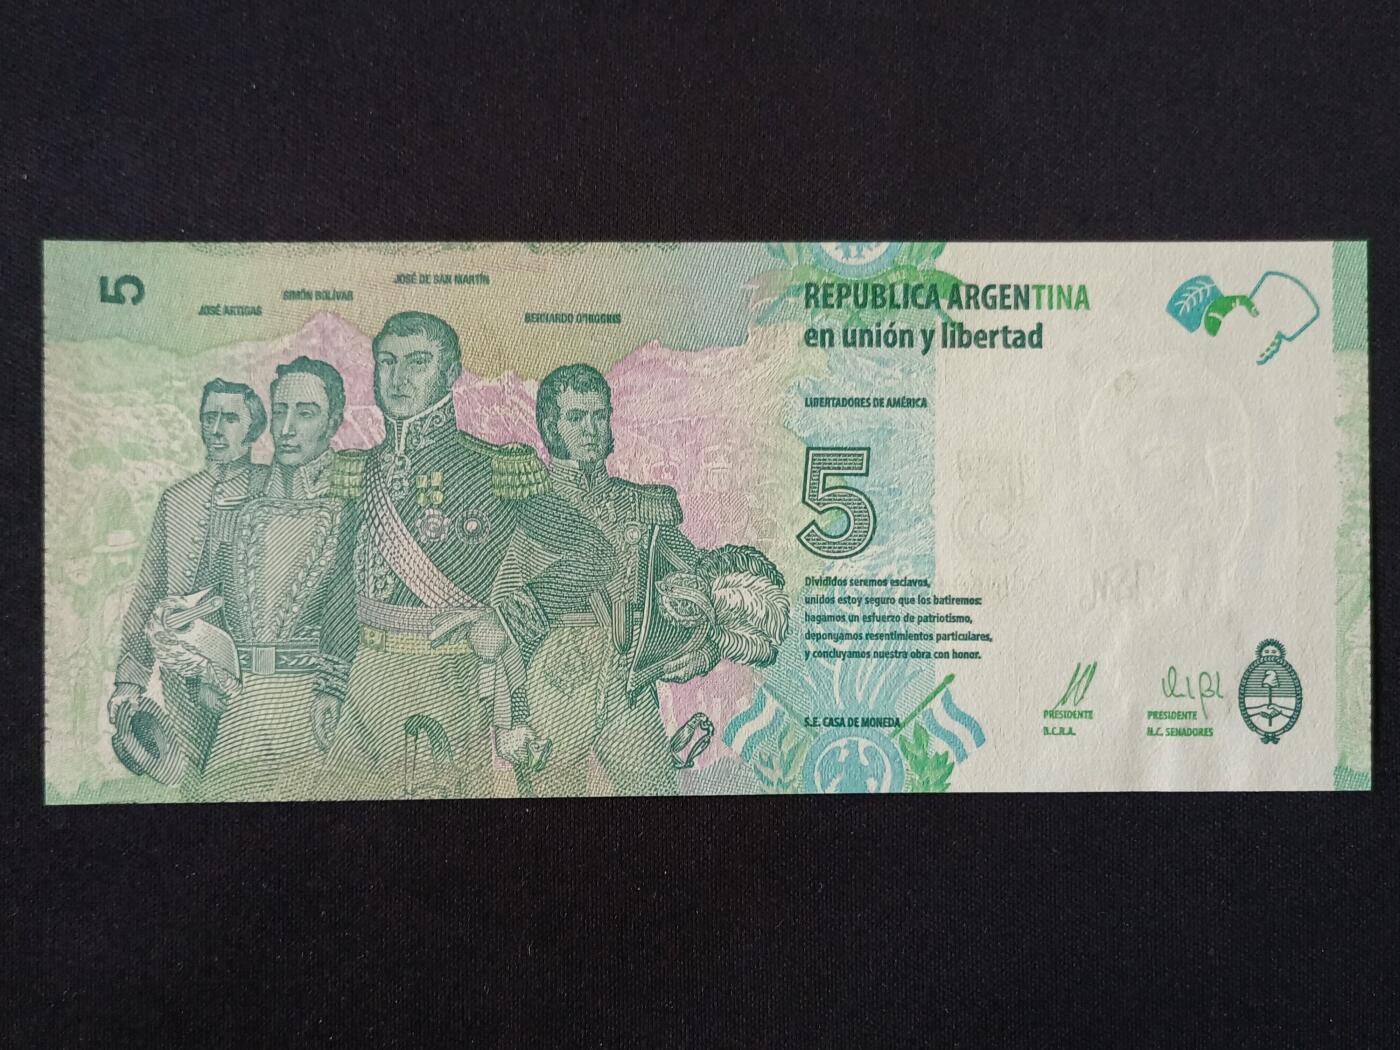 5
JOSÉ ARTIGAS
SIMÓN BOLÍVAR
JOSÉ DE SAN MARTÍN
BERNARDO O'HIGGINS
REPUBLICA ARGENTINA
en unión y libertad
LIBERTADORES DE AMÉRICA
5
Divididos seremos esclavos,
unidos estoy seguro que los batiremos:
hagamos un esfuerzo de patriotismo,
deponyamos resentimientos particulares,
y concluyamos nuestra obra con honor.
S.E. CASA DE MONEDA
PRESIDENTE
B.C.R.A.
PRESIDENTE
H.C. SENADORES